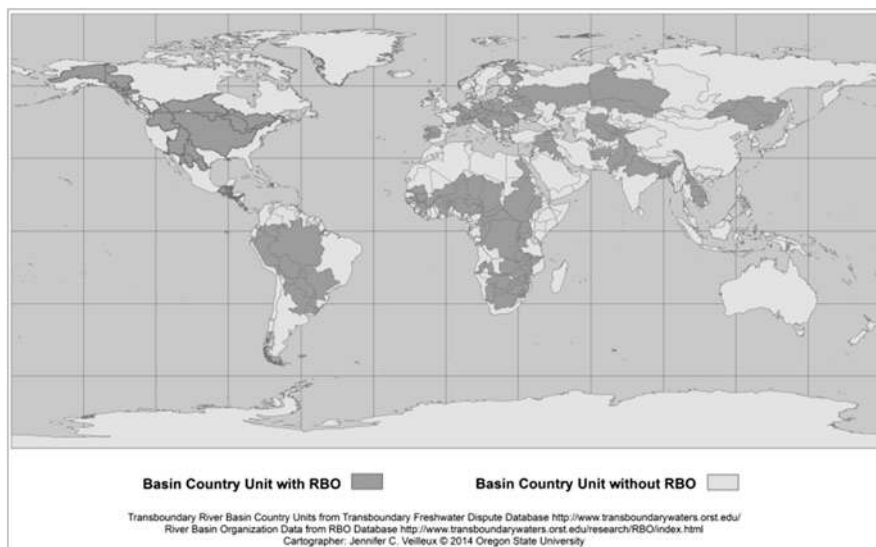 Basin Country Unit with RBO
Basin Country Unit without RBO
Transboundary River Basin Country Units from Transboundary Freshwater Dispute Database http://www.transboundarywaters.orst.edu/
River Basin Organization Data from RBO Database http://www.transboundarywaters.orst.edu/research/RBO/index.html
Cartographer: Jennifer C. Veilleux © 2014 Oregon State University